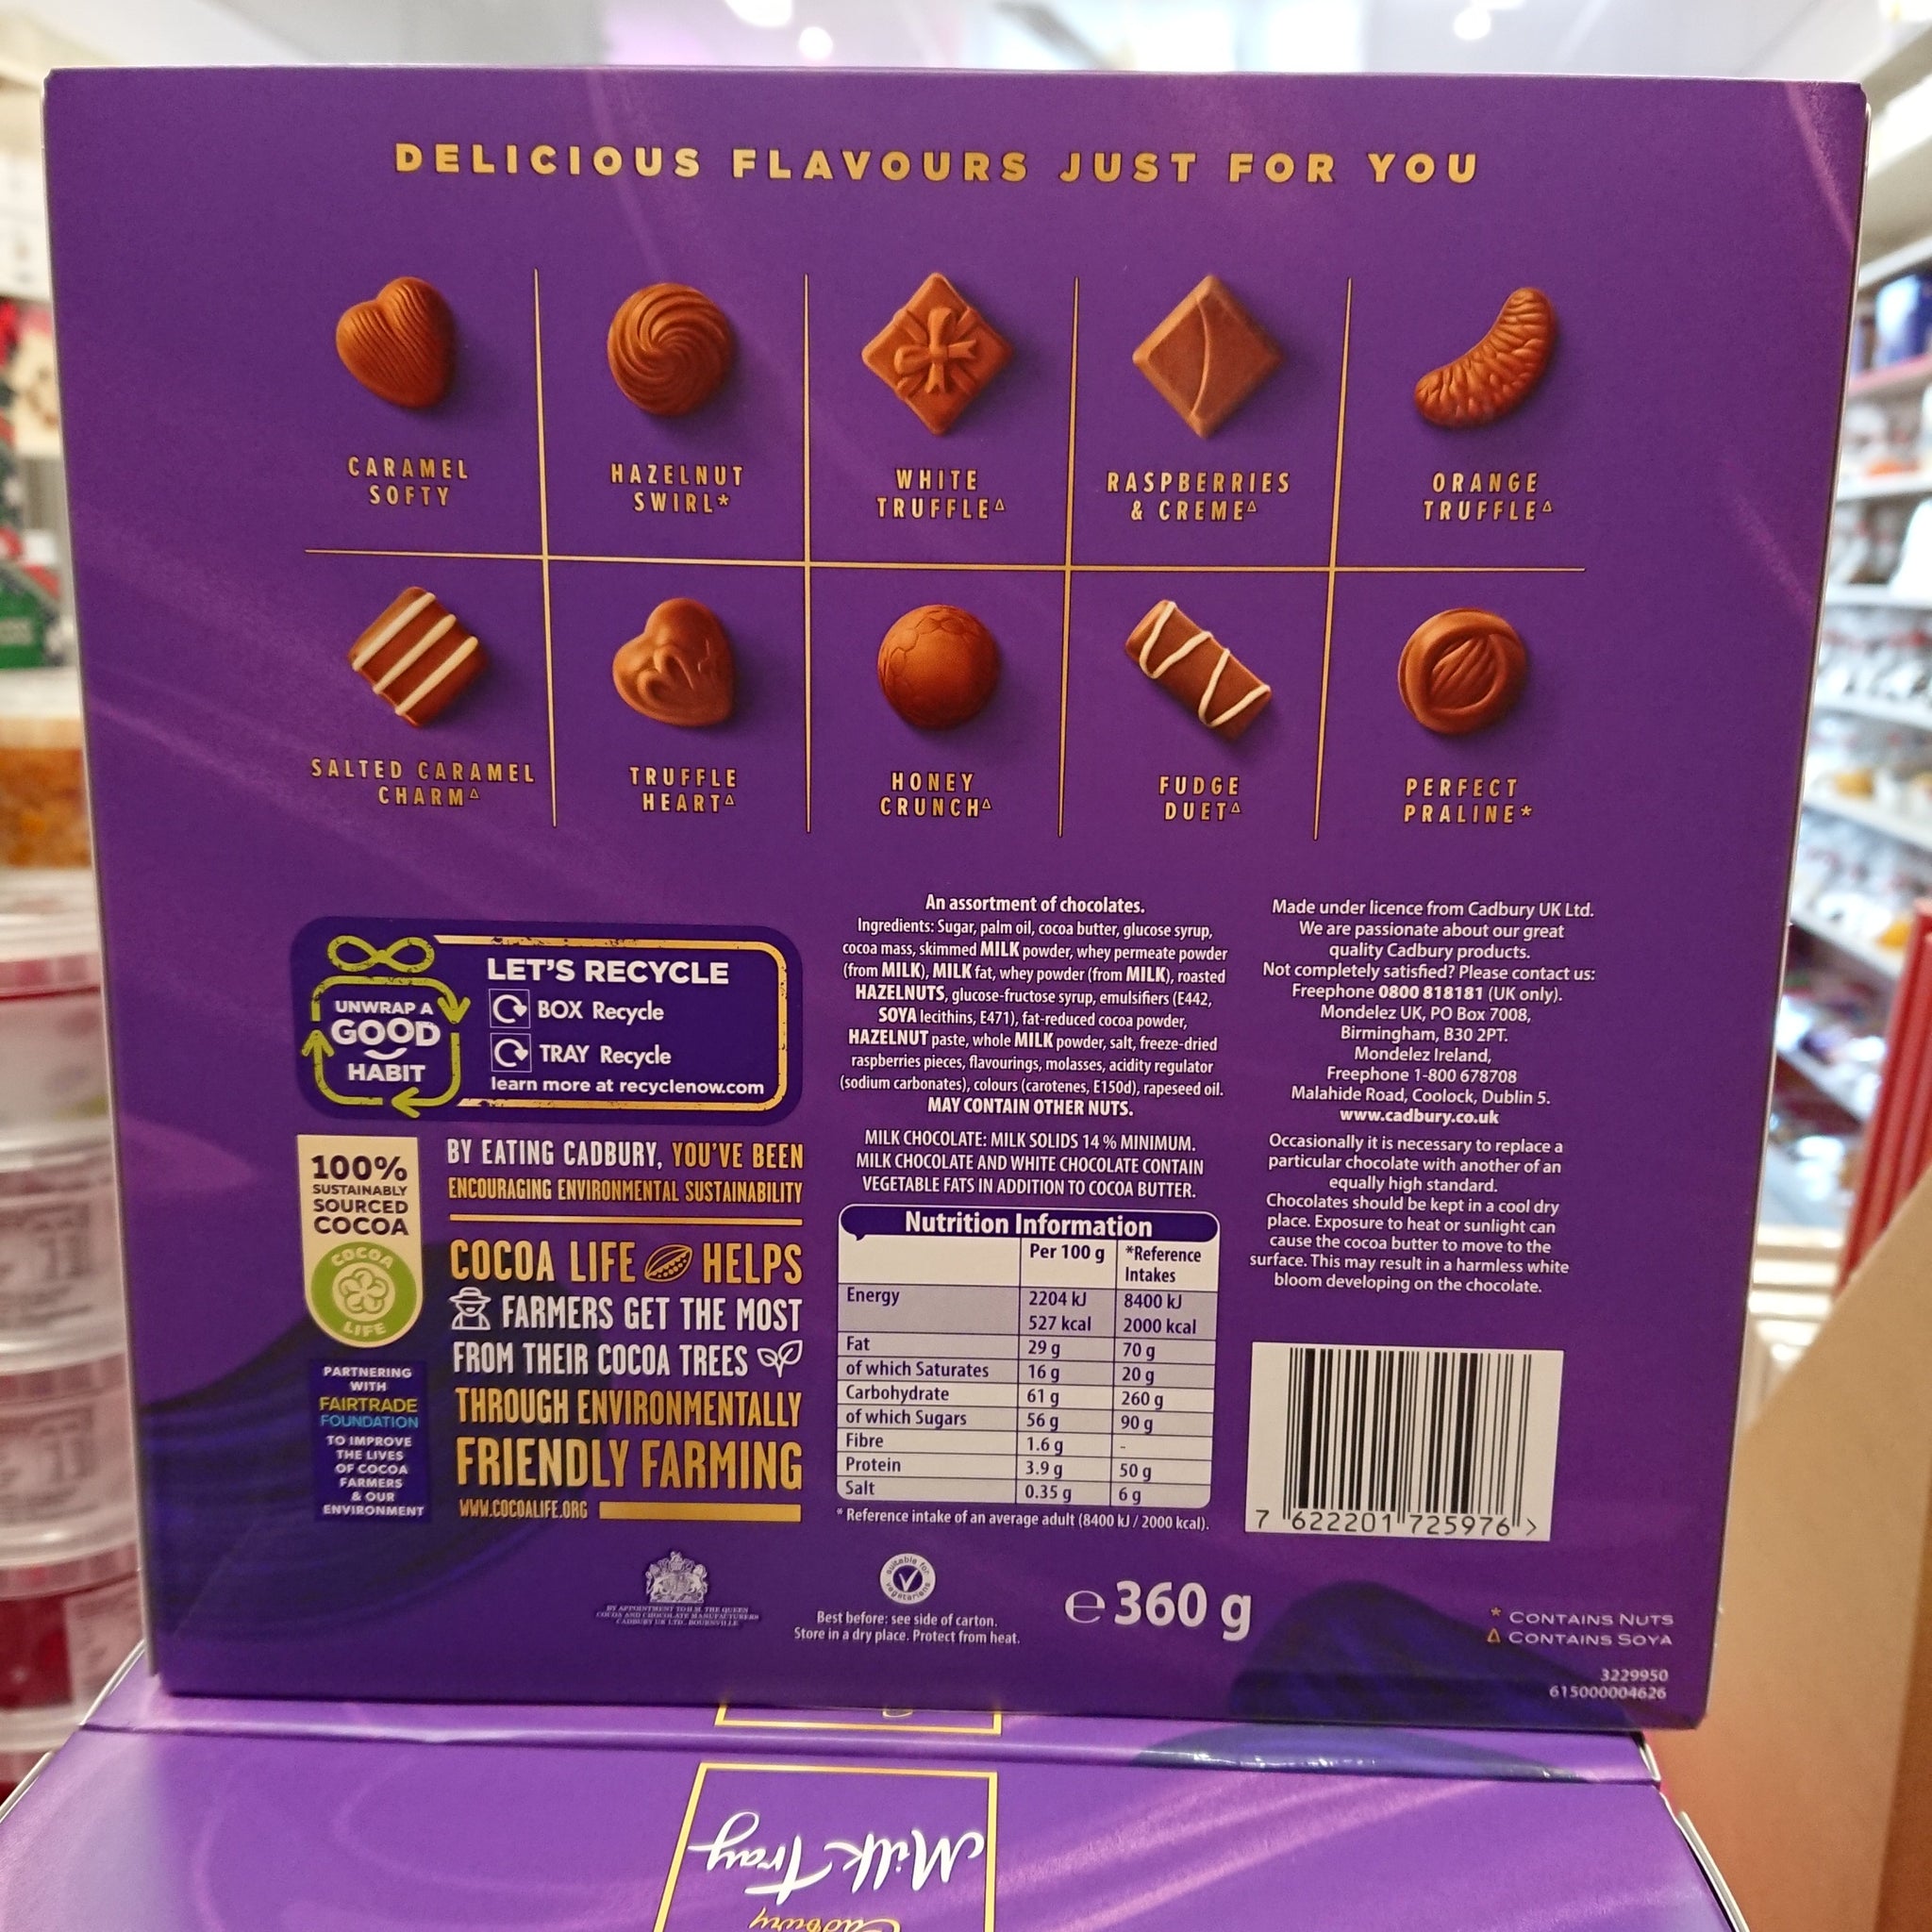 DELICIOUS FLAVOURS JUST FOR YOU
CARAMEL
SOFTY
HAZELNUT
SWIRL*
WHITE
TRUFFLE△
RASPBERRIES
& CREME△
ORANGE
TRUFFLE△
SALTED CARAMEL
CHARM△
TRUFFLE
HEART△
HONEY
CRUNCH△
FUDGE
DUET△
PERFECT
PRALINE*
UNWRAP A
GOOD
HABIT
LET'S RECYCLE
BOX Recycle
TRAY Recycle
learn more at recyclenow.com
100%
SUSTAINABLY
SOURCED
COCOA
COCOA
LIFE
PARTNERING
WITH
FAIRTRADE
FOUNDATION
TO IMPROVE
THE LIVES
OF COCOA
FARMERS
& OUR
ENVIRONMENT
BY EATING CADBURY, YOU'VE BEEN
ENCOURAGING ENVIRONMENTAL SUSTAINABILITY
COCOA LIFE HELPS
FARMERS GET THE MOST
FROM THEIR COCOA TREES
THROUGH ENVIRONMENTALLY
FRIENDLY FARMING
WWW.COCOALIFE.ORG
An assortment of chocolates.
Ingredients: Sugar, palm oil, cocoa butter, glucose syrup,
cocoa mass, skimmed MILK powder, whey permeate powder
(from MILK), MILK fat, whey powder (from MILK), roasted
HAZELNUTS, glucose-fructose syrup, emulsifiers (E442,
SOYA lecithins, E471), fat-reduced cocoa powder,
HAZELNUT paste, whole MILK powder, salt, freeze-dried
raspberries pieces, flavourings, molasses, acidity regulator
(sodium carbonates), colours (carotenes, E150d), rapeseed oil.
MAY CONTAIN OTHER NUTS.
MILK CHOCOLATE: MILK SOLIDS 14 % MINIMUM.
MILK CHOCOLATE AND WHITE CHOCOLATE CONTAIN
VEGETABLE FATS IN ADDITION TO COCOA BUTTER.
Nutrition Information
Per 100 g *Reference
Intakes
Energy 2204 kJ 8400 kJ
527 kcal 2000 kcal
Fat 29 g 70 g
of which Saturates 16 g 20 g
Carbohydrate 61 g 260 g
of which Sugars 56 g 90 g
Fibre 1.6 g -
Protein 3.9 g 50 g
Salt 0.35 g 6 g
* Reference intake of an average adult (8400 kJ / 2000 kcal).
Made under licence from Cadbury UK Ltd.
We are passionate about our great
quality Cadbury products.
Not completely satisfied? Please contact us:
Freephone 0800 818181 (UK only).
Mondelez UK, PO Box 7008,
Birmingham, B30 2PT.
Mondelez Ireland,
Freephone 1-800 678708
Malahide Road, Coolock, Dublin 5.
www.cadbury.co.uk
Occasionally it is necessary to replace a
particular chocolate with another of an
equally high standard.
Chocolates should be kept in a cool dry
place. Exposure to heat or sunlight can
cause the cocoa butter to move to the
surface. This may result in a harmless white
bloom developing on the chocolate.
7 622201 725976 >
BY APPOINTMENT TO H.M. THE QUEEN
COCOA AND CHOCOLATE MANUFACTURERS
CADBURY UK LTD. BOURNVILLE
suitable for
vegetarians
Best before: see side of carton.
Store in a dry place. Protect from heat.
℮ 360 g
* CONTAINS NUTS
△ CONTAINS SOYA
3229950
615000004626
Milk Tray
Cadbury